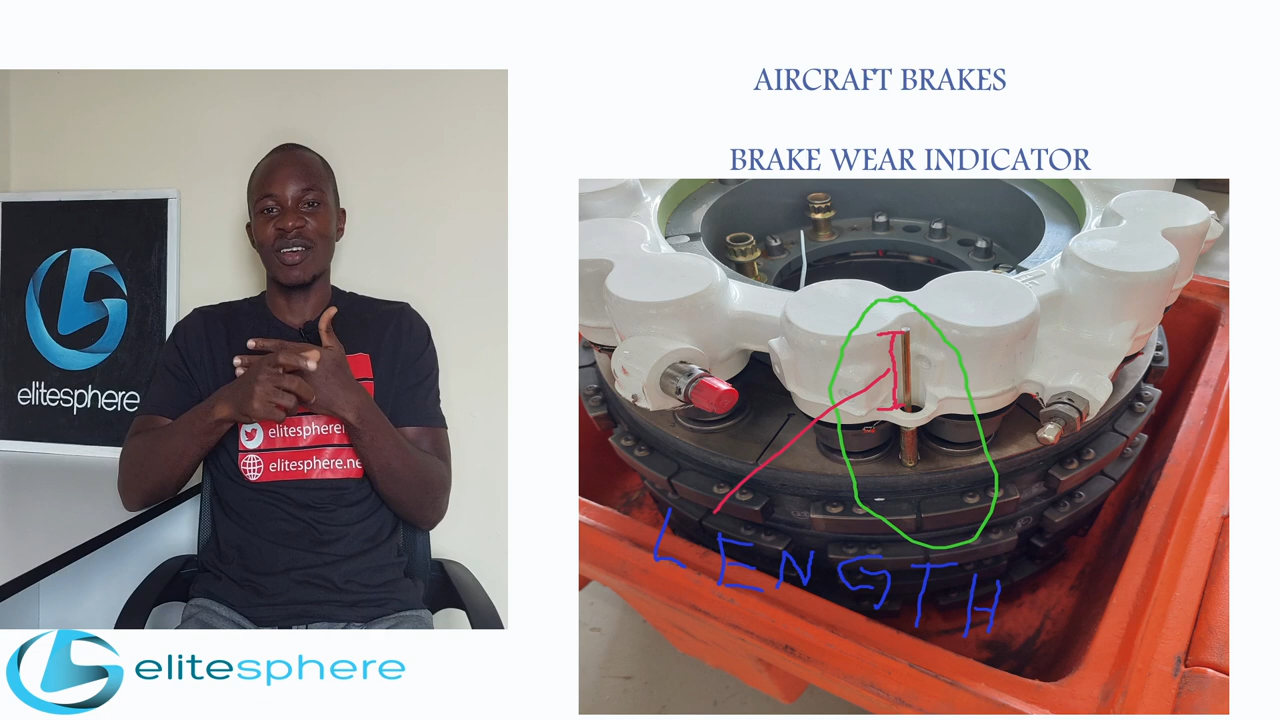 AIRCRAFT BRAKES
BRAKE WEAR INDICATOR
elitesphere
elitesphere
elitesphere.ne
LENGTH
elitesphere